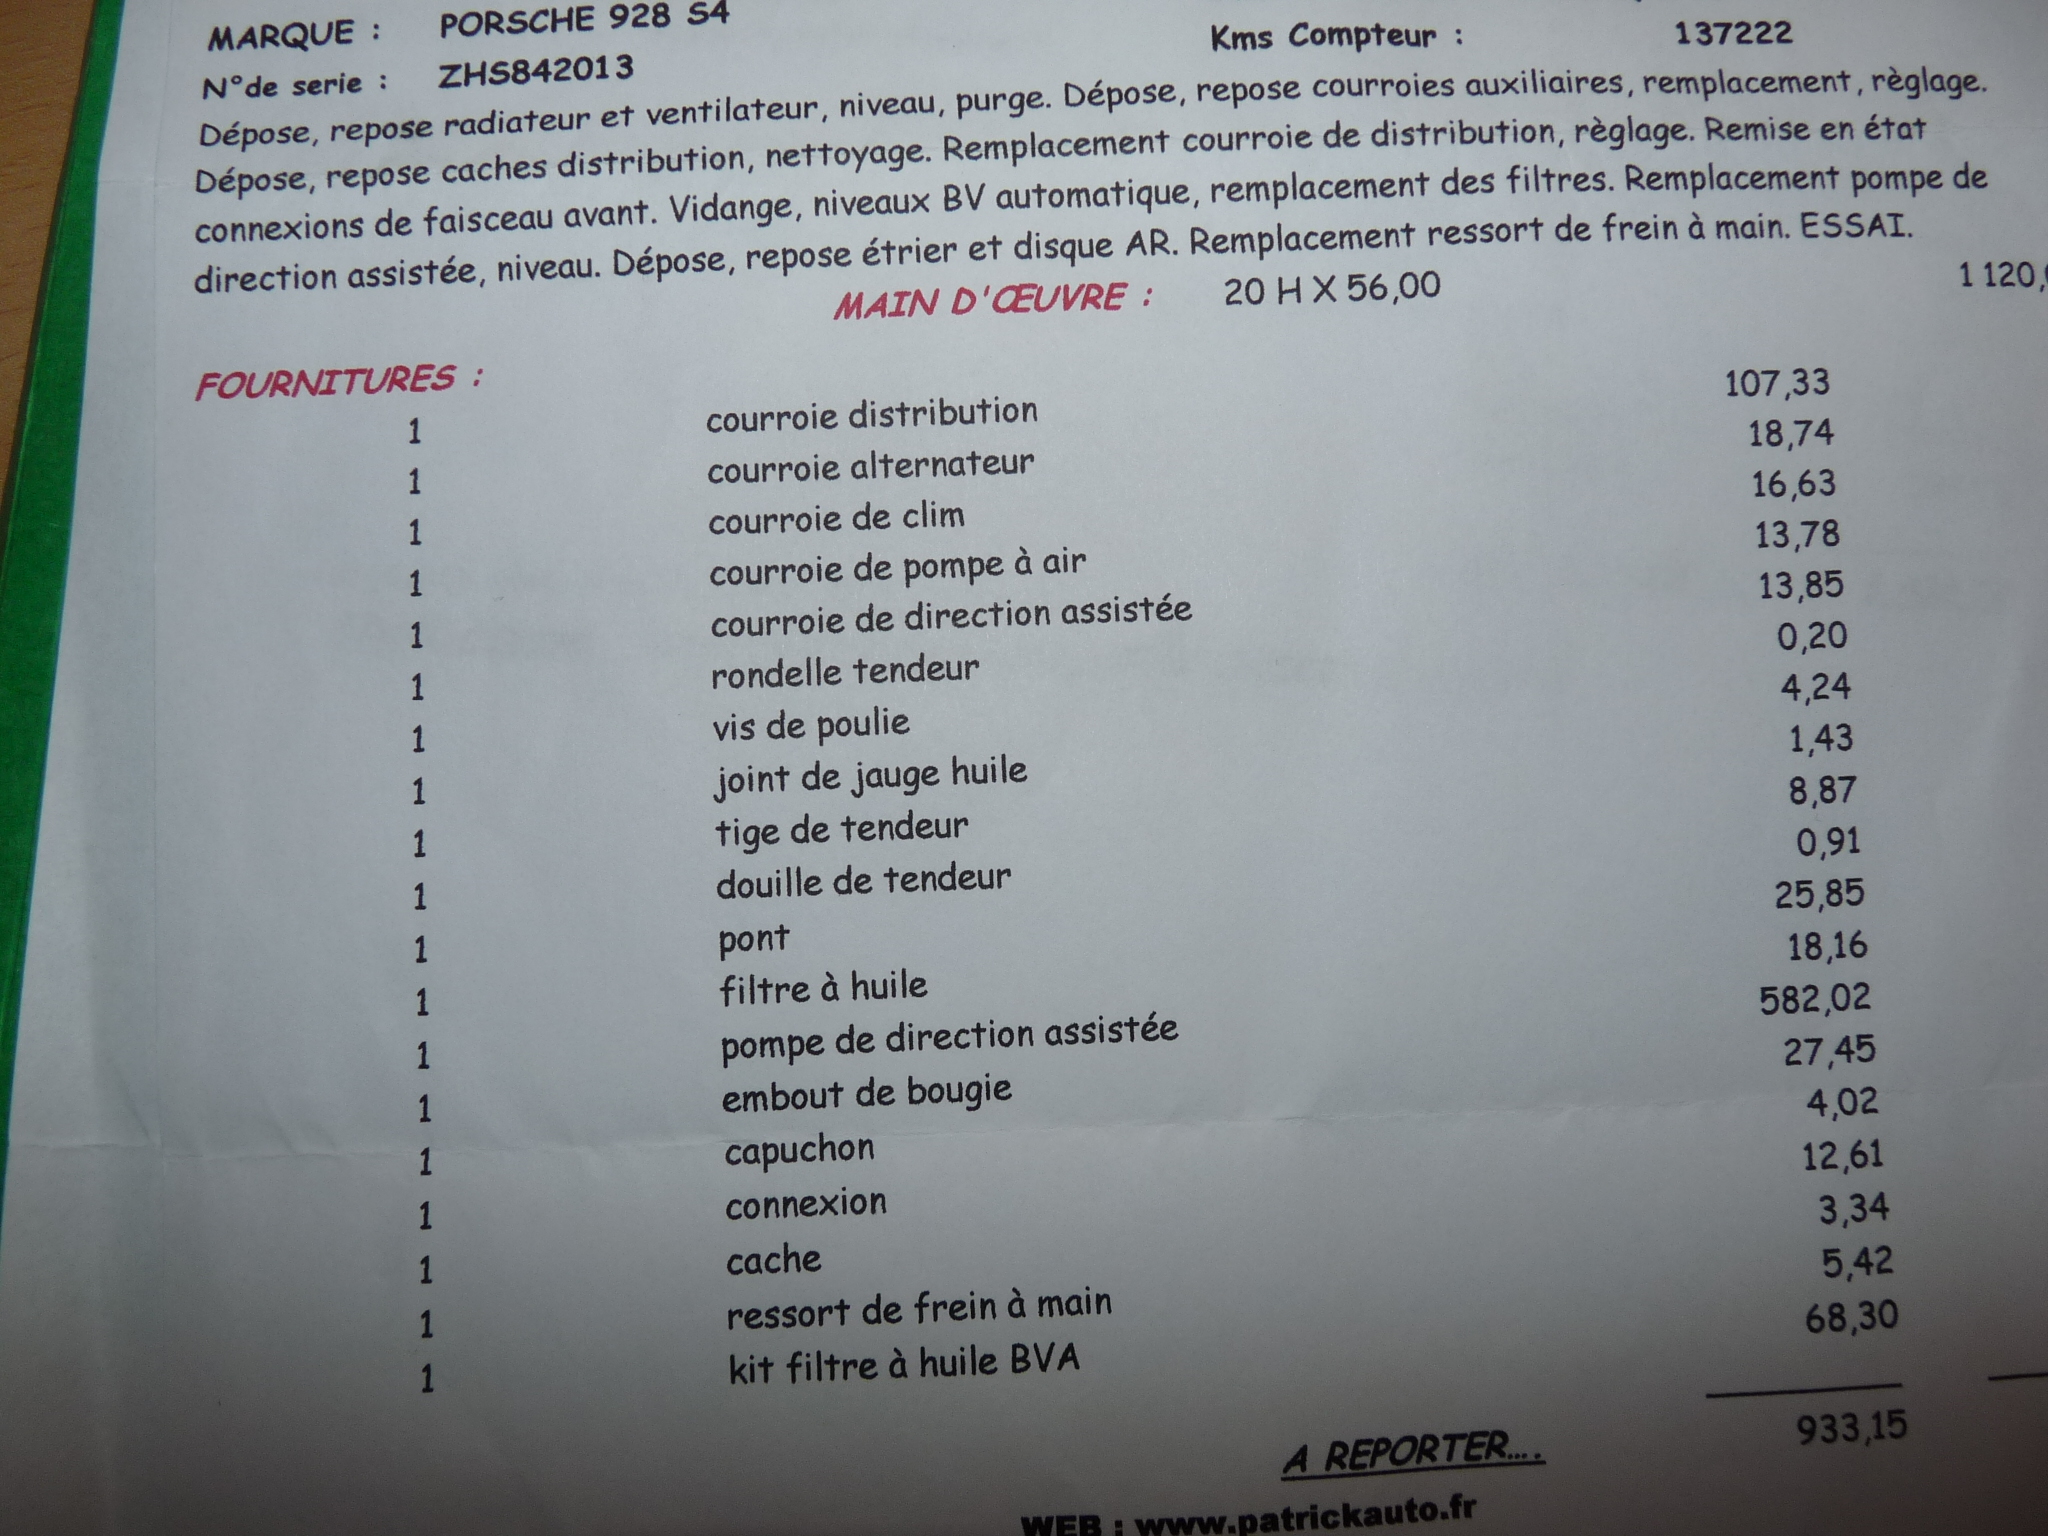 MARQUE : PORSCHE 928 S4 Kms Compteur : 137222
N°de serie : ZHS842013
Dépose, repose radiateur et ventilateur, niveau, purge. Dépose, repose courroies auxiliaires, remplacement, règlage.
Dépose, repose caches distribution, nettoyage. Remplacement courroie de distribution, règlage. Remise en état
connexions de faisceau avant. Vidange, niveaux BV automatique, remplacement des filtres. Remplacement pompe de
direction assistée, niveau. Dépose, repose étrier et disque AR. Remplacement ressort de frein à main. ESSAI.
MAIN D'ŒUVRE : 20 H X 56,00 1 120,
FOURNITURES :
1 courroie distribution 107,33
1 courroie alternateur 18,74
1 courroie de clim 16,63
1 courroie de pompe à air 13,78
1 courroie de direction assistée 13,85
1 rondelle tendeur 0,20
1 vis de poulie 4,24
1 joint de jauge huile 1,43
1 tige de tendeur 8,87
1 douille de tendeur 0,91
1 pont 25,85
1 filtre à huile 18,16
1 pompe de direction assistée 582,02
1 embout de bougie 27,45
1 capuchon 4,02
1 connexion 12,61
1 cache 3,34
1 ressort de frein à main 5,42
1 kit filtre à huile BVA 68,30
A REPORTER.... 933,15
WEB : www.patrickauto.fr